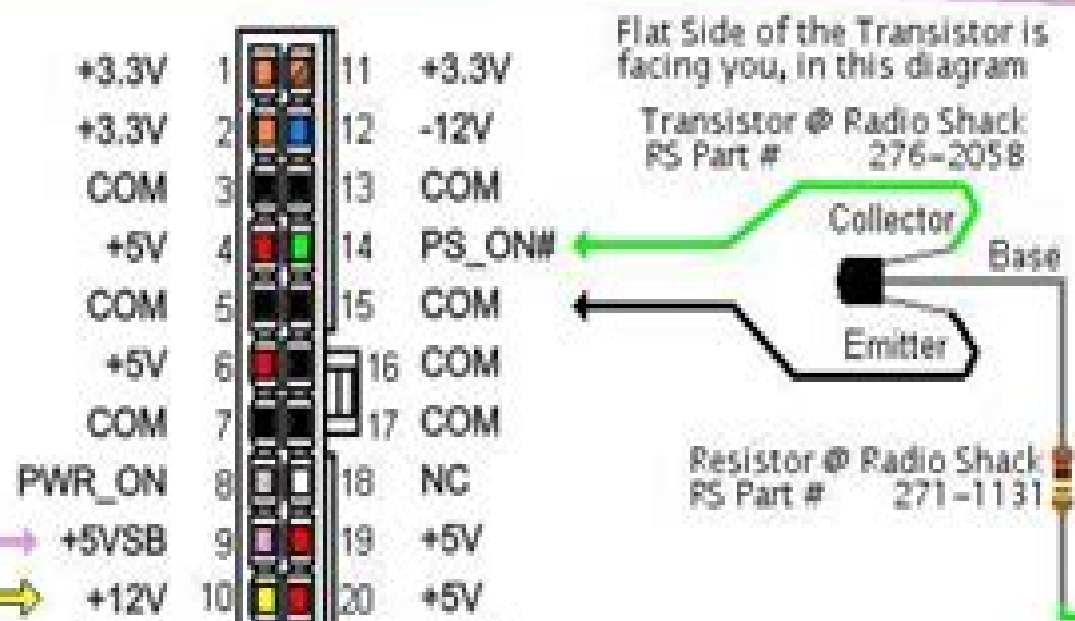 Flat Side of the Transistor is
facing you, in this diagram
Transistor @ Radio Shack
RS Part # 276-2058
+3.3V 1 11 +3.3V
+3.3V 2 12 -12V
COM 3 13 COM
+5V 4 14 PS_ON#
COM 5 15 COM
+5V 6 16 COM
COM 7 17 COM
PWR_ON 8 18 NC
+5VSB 9 19 +5V
+12V 10 20 +5V
Collector
Base
Emitter
Resistor @ Radio Shack
RS Part # 271-1131